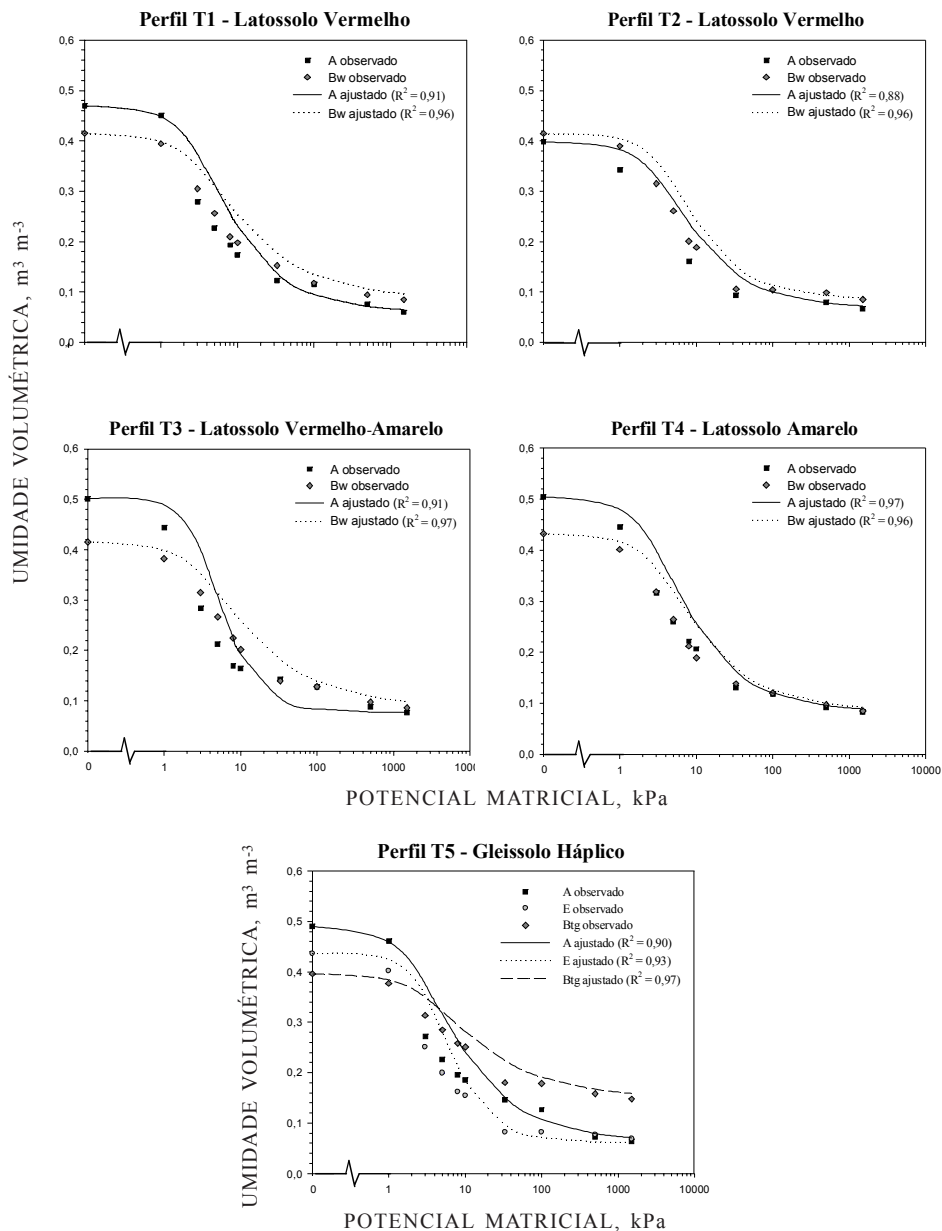 Perfil T1 - Latossolo Vermelho
0,6
0,5
0,4
0,3
0,2
0,1
0,0
A observado
Bw observado
A ajustado (R² = 0,91)
Bw ajustado (R² = 0,96)
Perfil T2 - Latossolo Vermelho
0,6
0,5
0,4
0,3
0,2
0,1
0,0
A observado
Bw observado
A ajustado (R² = 0,88)
Bw ajustado (R² = 0,96)
UMIDADE VOLUMÉTRICA, m³ m-³
Perfil T3 - Latossolo Vermelho-Amarelo
0,6
0,5
0,4
0,3
0,2
0,1
0,0
A observado
Bw observado
A ajustado (R² = 0,91)
Bw ajustado (R² = 0,97)
0 1 10 100 1000 1000
Perfil T4 - Latossolo Amarelo
0,6
0,5
0,4
0,3
0,2
0,1
0,0
A observado
Bw observado
A ajustado (R² = 0,97)
Bw ajustado (R² = 0,96)
0 1 10 100 1000 10000
POTENCIAL MATRICIAL, kPa
Perfil T5 - Gleissolo Háplico
UMIDADE VOLUMÉTRICA, m³ m-³
0,6
0,5
0,4
0,3
0,2
0,1
0,0
A observado
E observado
Btg observado
A ajustado (R² = 0,90)
E ajustado (R² = 0,93)
Btg ajustado (R² = 0,97)
0 1 10 100 1000 10000
POTENCIAL MATRICIAL, kPa